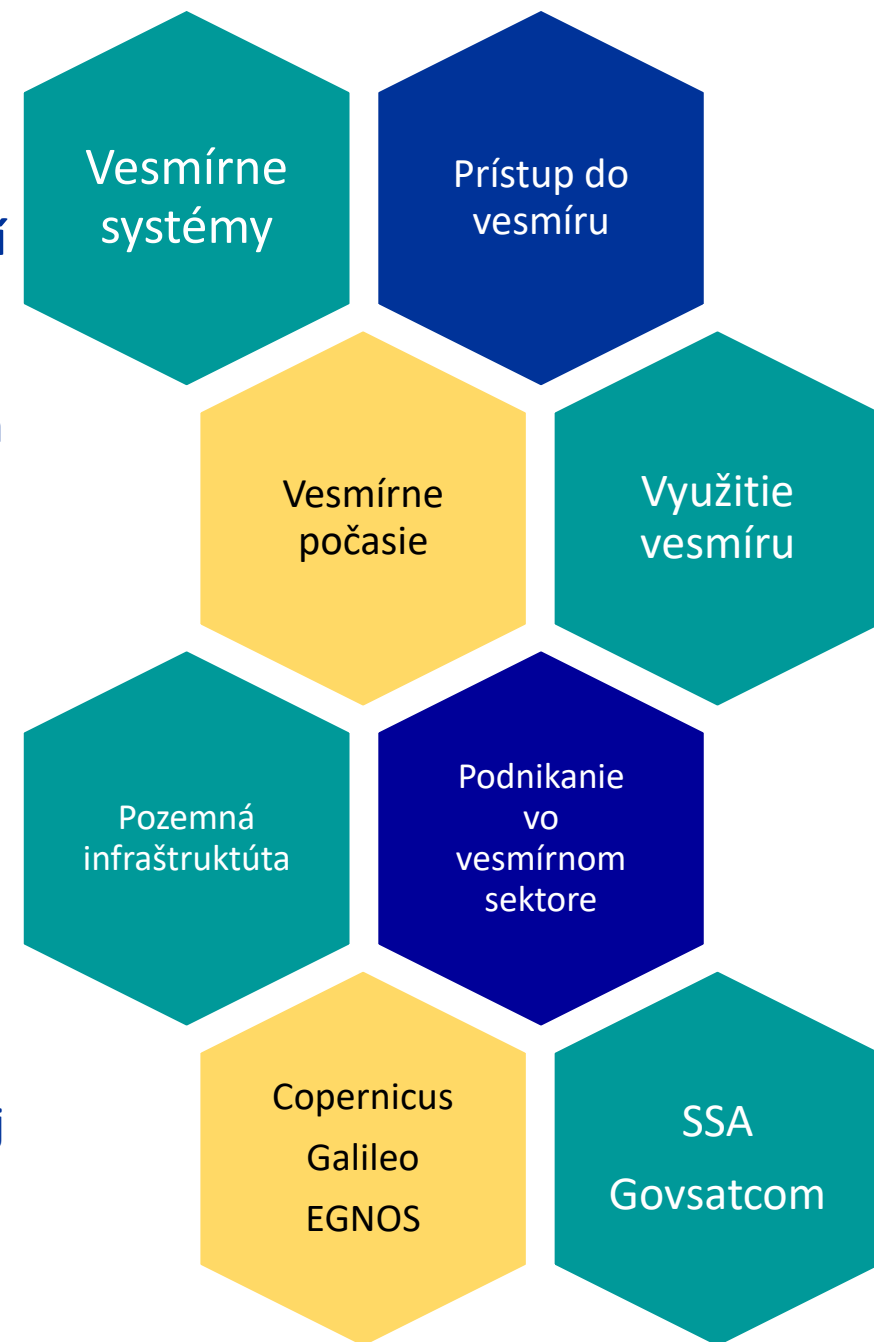 Vesmírne
systémy
Prístup do
vesmíru
Vesmírne
počasie
Využitie
vesmíru
Pozemná
infraštruktúta
Podnikanie
vo
vesmírnom
sektore
Copernicus
Galileo
EGNOS
SSA
Govsatcom